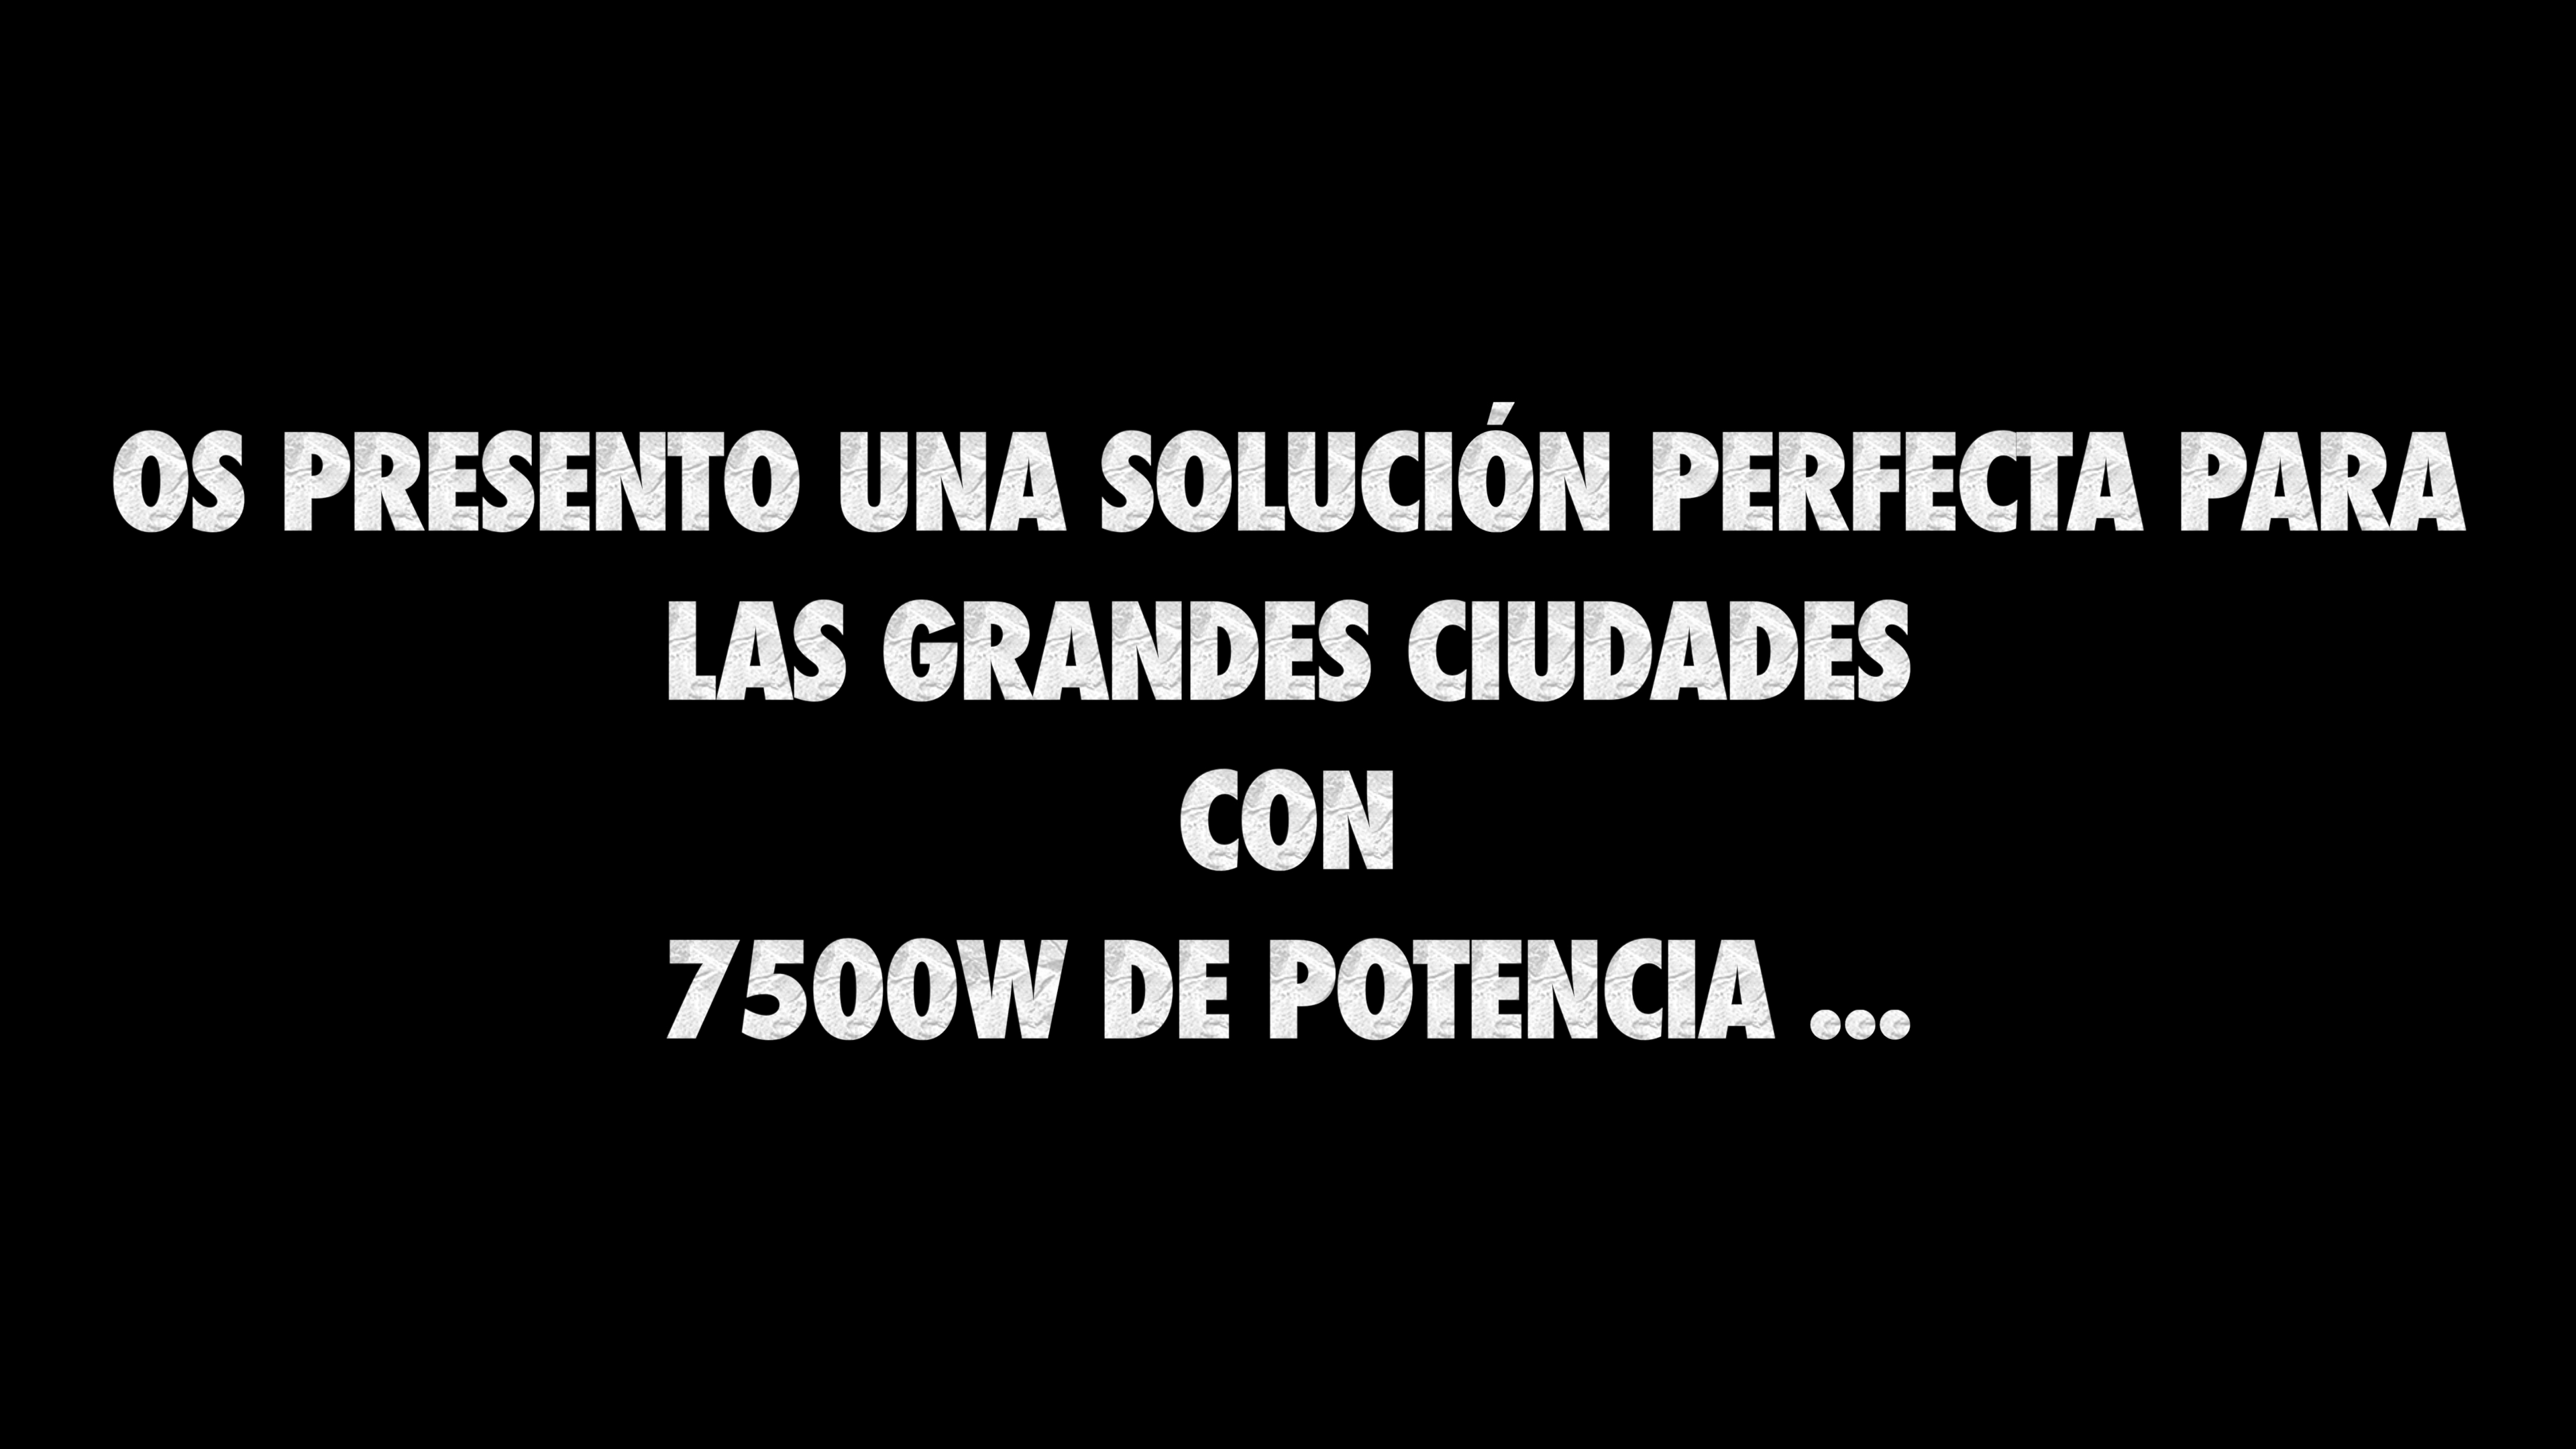 OS PRESENTO UNA SOLUCIÓN PERFECTA PARA
LAS GRANDES CIUDADES
CON
7500W DE POTENCIA ...